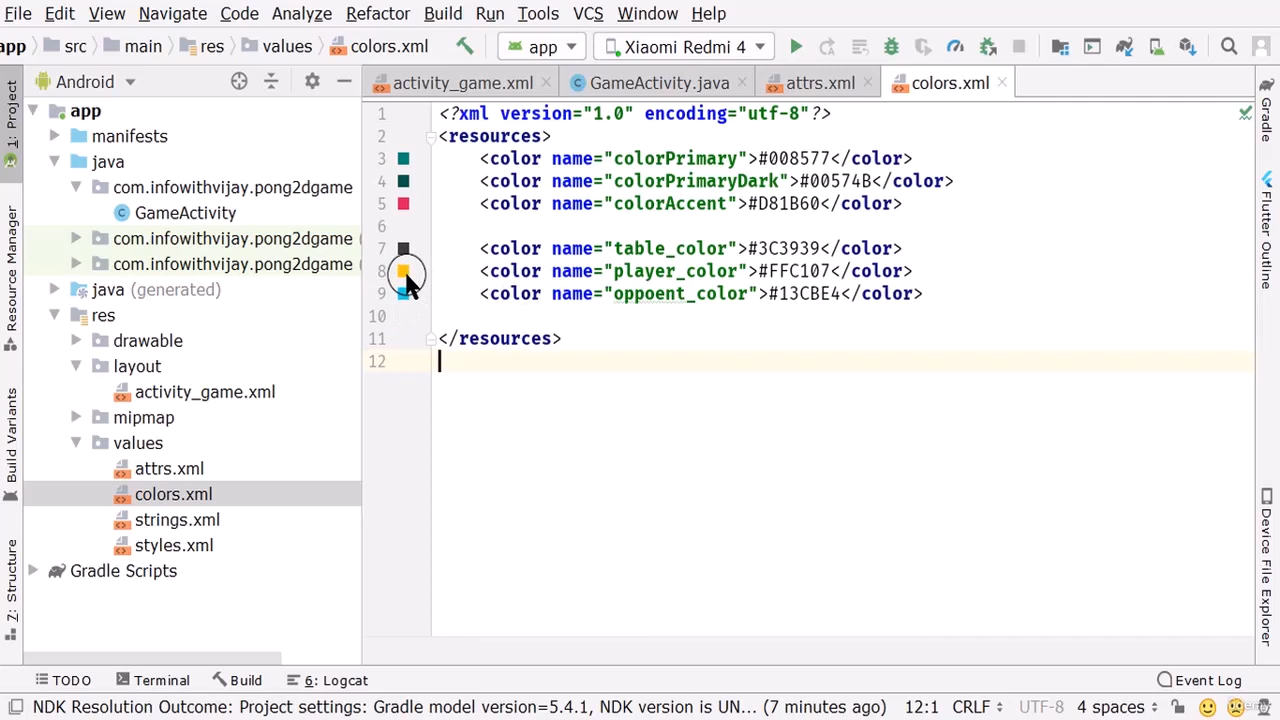 File Edit View Navigate Code Analyze Refactor Build Run Tools VCS Window Help
app src main res values colors.xml app Xiaomi Redmi 4
Android
activity_game.xml GameActivity.java attrs.xml colors.xml
1: Project
Resource Manager
Build Variants
Z: Structure
app
manifests
java
com.infowithvijay.pong2dgame
GameActivity
com.infowithvijay.pong2dgame (
com.infowithvijay.pong2dgame (
java (generated)
res
drawable
layout
activity_game.xml
mipmap
values
attrs.xml
colors.xml
strings.xml
styles.xml
Gradle Scripts
1 <?xml version="1.0" encoding="utf-8"?>
2 <resources>
3 <color name="colorPrimary">#008577</color>
4 <color name="colorPrimaryDark">#00574B</color>
5 <color name="colorAccent">#D81B60</color>
6
7 <color name="table_color">#3C3939</color>
8 <color name="player_color">#FFC107</color>
9 <color name="oppoent_color">#13CBE4</color>
10
11 </resources>
12
Gradle
Flutter Outline
Device File Explorer
TODO Terminal Build 6: Logcat Event Log
NDK Resolution Outcome: Project settings: Gradle model version=5.4.1, NDK version is UN... (7 minutes ago) 12:1 CRLF UTF-8 4 spaces